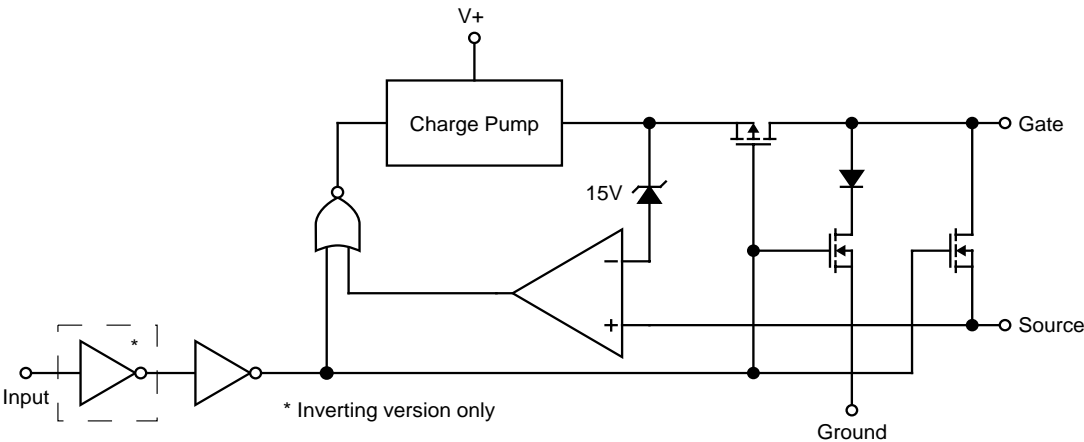 V+
Charge Pump
Gate
15V
−
+
Source
*
Input
* Inverting version only
Ground